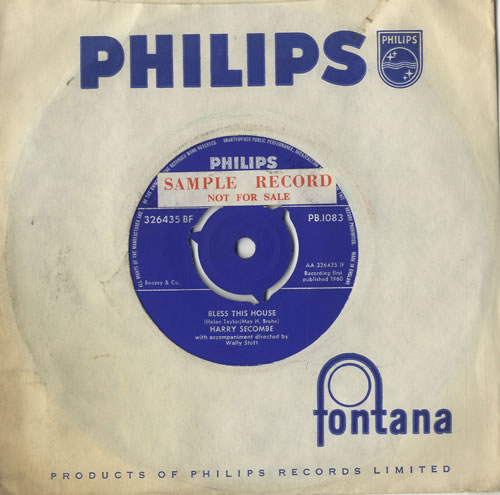 PHILIPS
PHILIPS
PHILIPS
SAMPLE RECORD
NOT FOR SALE
326435 BF
PB.1083
AA 326435 1F
Recording first
published 1960
Boosey & Co.
BLESS THIS HOUSE
(Helen Taylor/May H. Brahe)
HARRY SECOMBE
with accompaniment directed by
Wally Stott
fontana
PRODUCTS OF PHILIPS RECORDS LIMITED